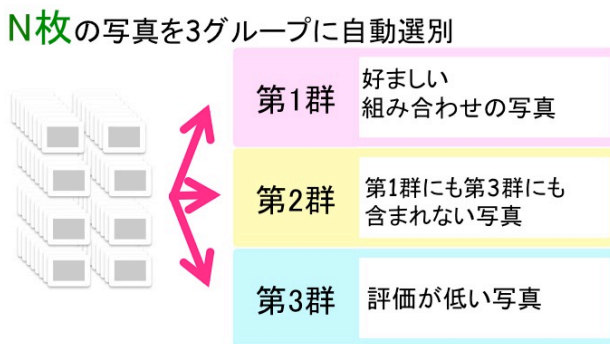 N枚の写真を3グループに自動選別
第1群
好ましい
組み合わせの写真
第2群
第1群にも第3群にも
含まれない写真
第3群
評価が低い写真